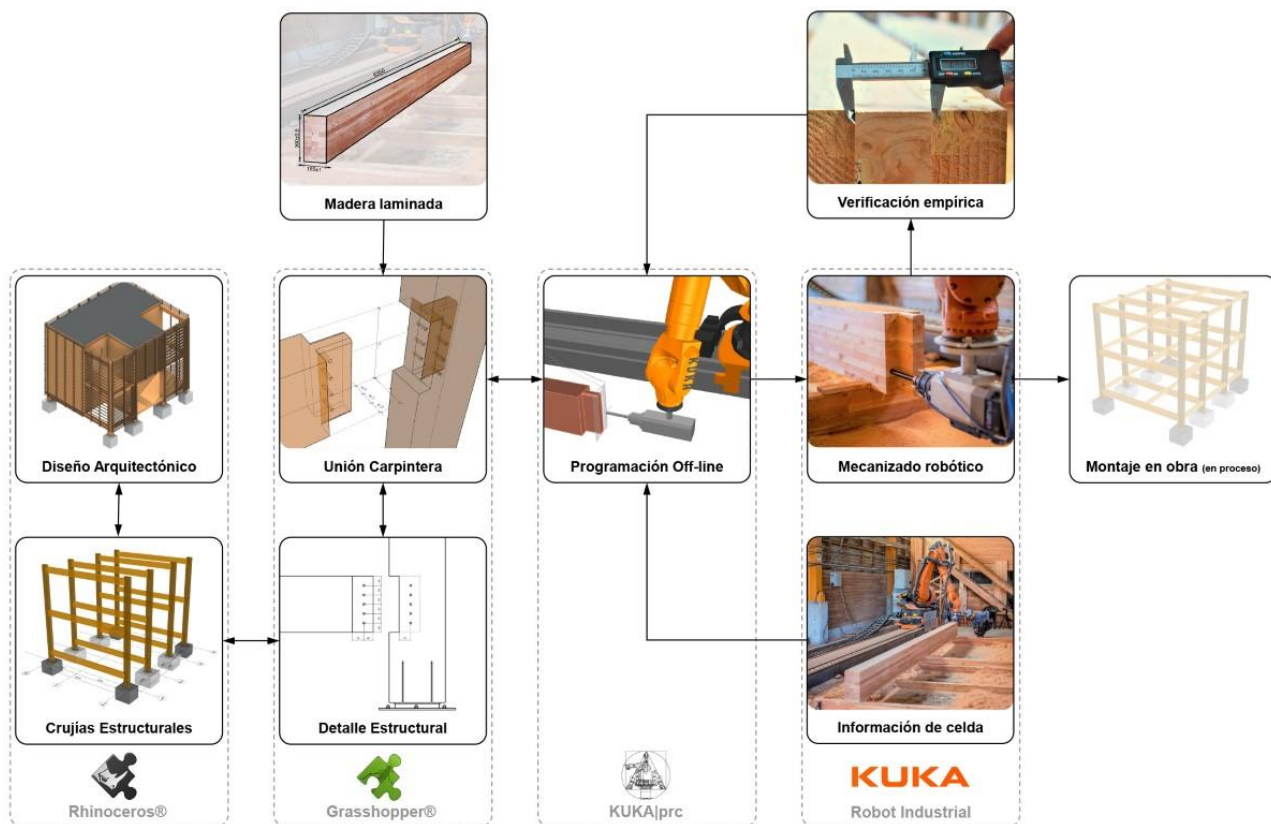 Madera laminada
Verificación empírica
Diseño Arquitectónico
Unión Carpintera
Programación Off-line
Mecanizado robótico
Montaje en obra (en proceso)
Crujías Estructurales
Detalle Estructural
Información de celda
Rhinoceros®
Grasshopper®
KUKA|prc
KUKA
Robot Industrial